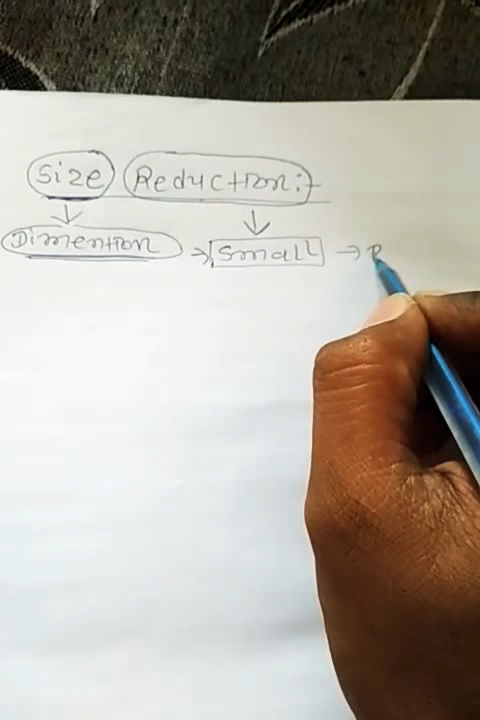 Size Reduction:-
↓ ↓
Dimention → Small →